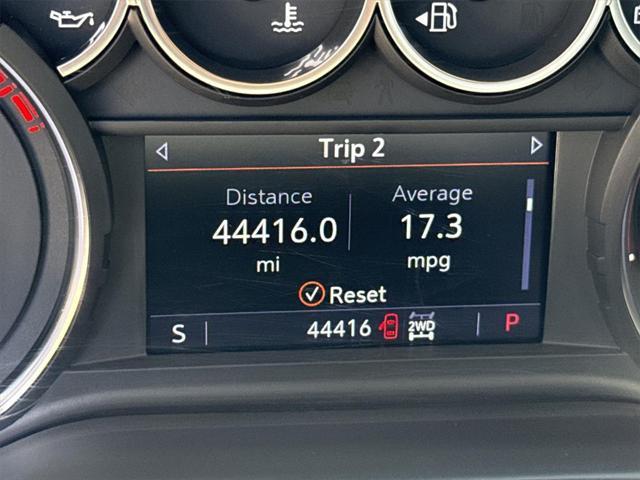 Trip 2
Distance
Average
44416.0
17.3
mi
mpg
Reset
S
44416
2WD
P